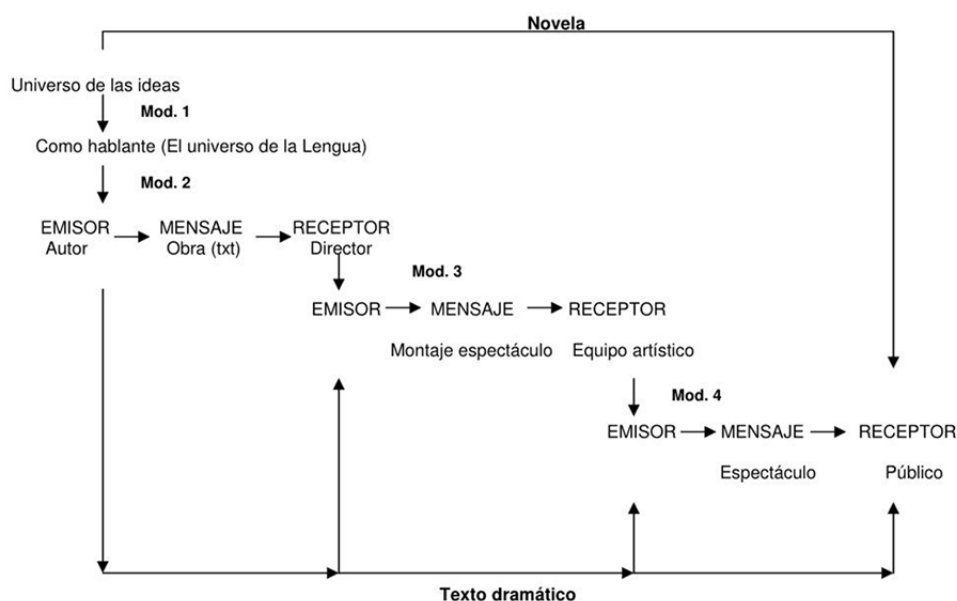 Novela
Universo de las ideas
Mod. 1
Como hablante (El universo de la Lengua)
Mod. 2
EMISOR MENSAJE RECEPTOR
Autor Obra (txt) Director
Mod. 3
EMISOR MENSAJE RECEPTOR
Montaje espectáculo Equipo artístico
Mod. 4
EMISOR MENSAJE RECEPTOR
Espectáculo Público
Texto dramático